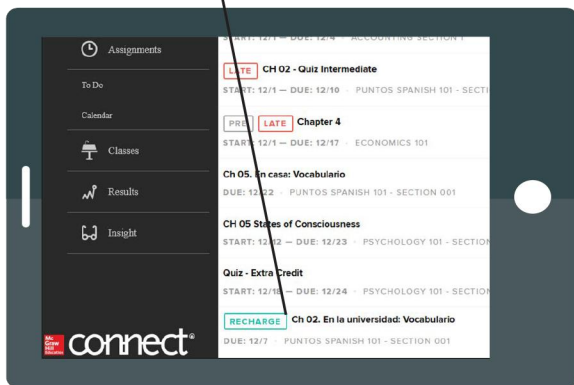 Assignments
To Do
Calendar
Classes
Results
Insight
Mc
Graw
Hill
Education
connect®
START: 12/1 — DUE: 12/4 · ACCOUNTING SECTION 1
LATE CH 02 - Quiz Intermediate
START: 12/1 — DUE: 12/10 · PUNTOS SPANISH 101 - SECTI
PRE LATE Chapter 4
START: 12/1 — DUE: 12/17 · ECONOMICS 101
Ch 05. En casa: Vocabulario
DUE: 12/22 · PUNTOS SPANISH 101 - SECTION 001
CH 05 States of Consciousness
START: 12/12 — DUE: 12/23 · PSYCHOLOGY 101 - SECTION
Quiz - Extra Credit
START: 12/18 — DUE: 12/24 · PSYCHOLOGY 101 - SECTION
RECHARGE Ch 02. En la universidad: Vocabulario
DUE: 12/7 · PUNTOS SPANISH 101 - SECTION 001